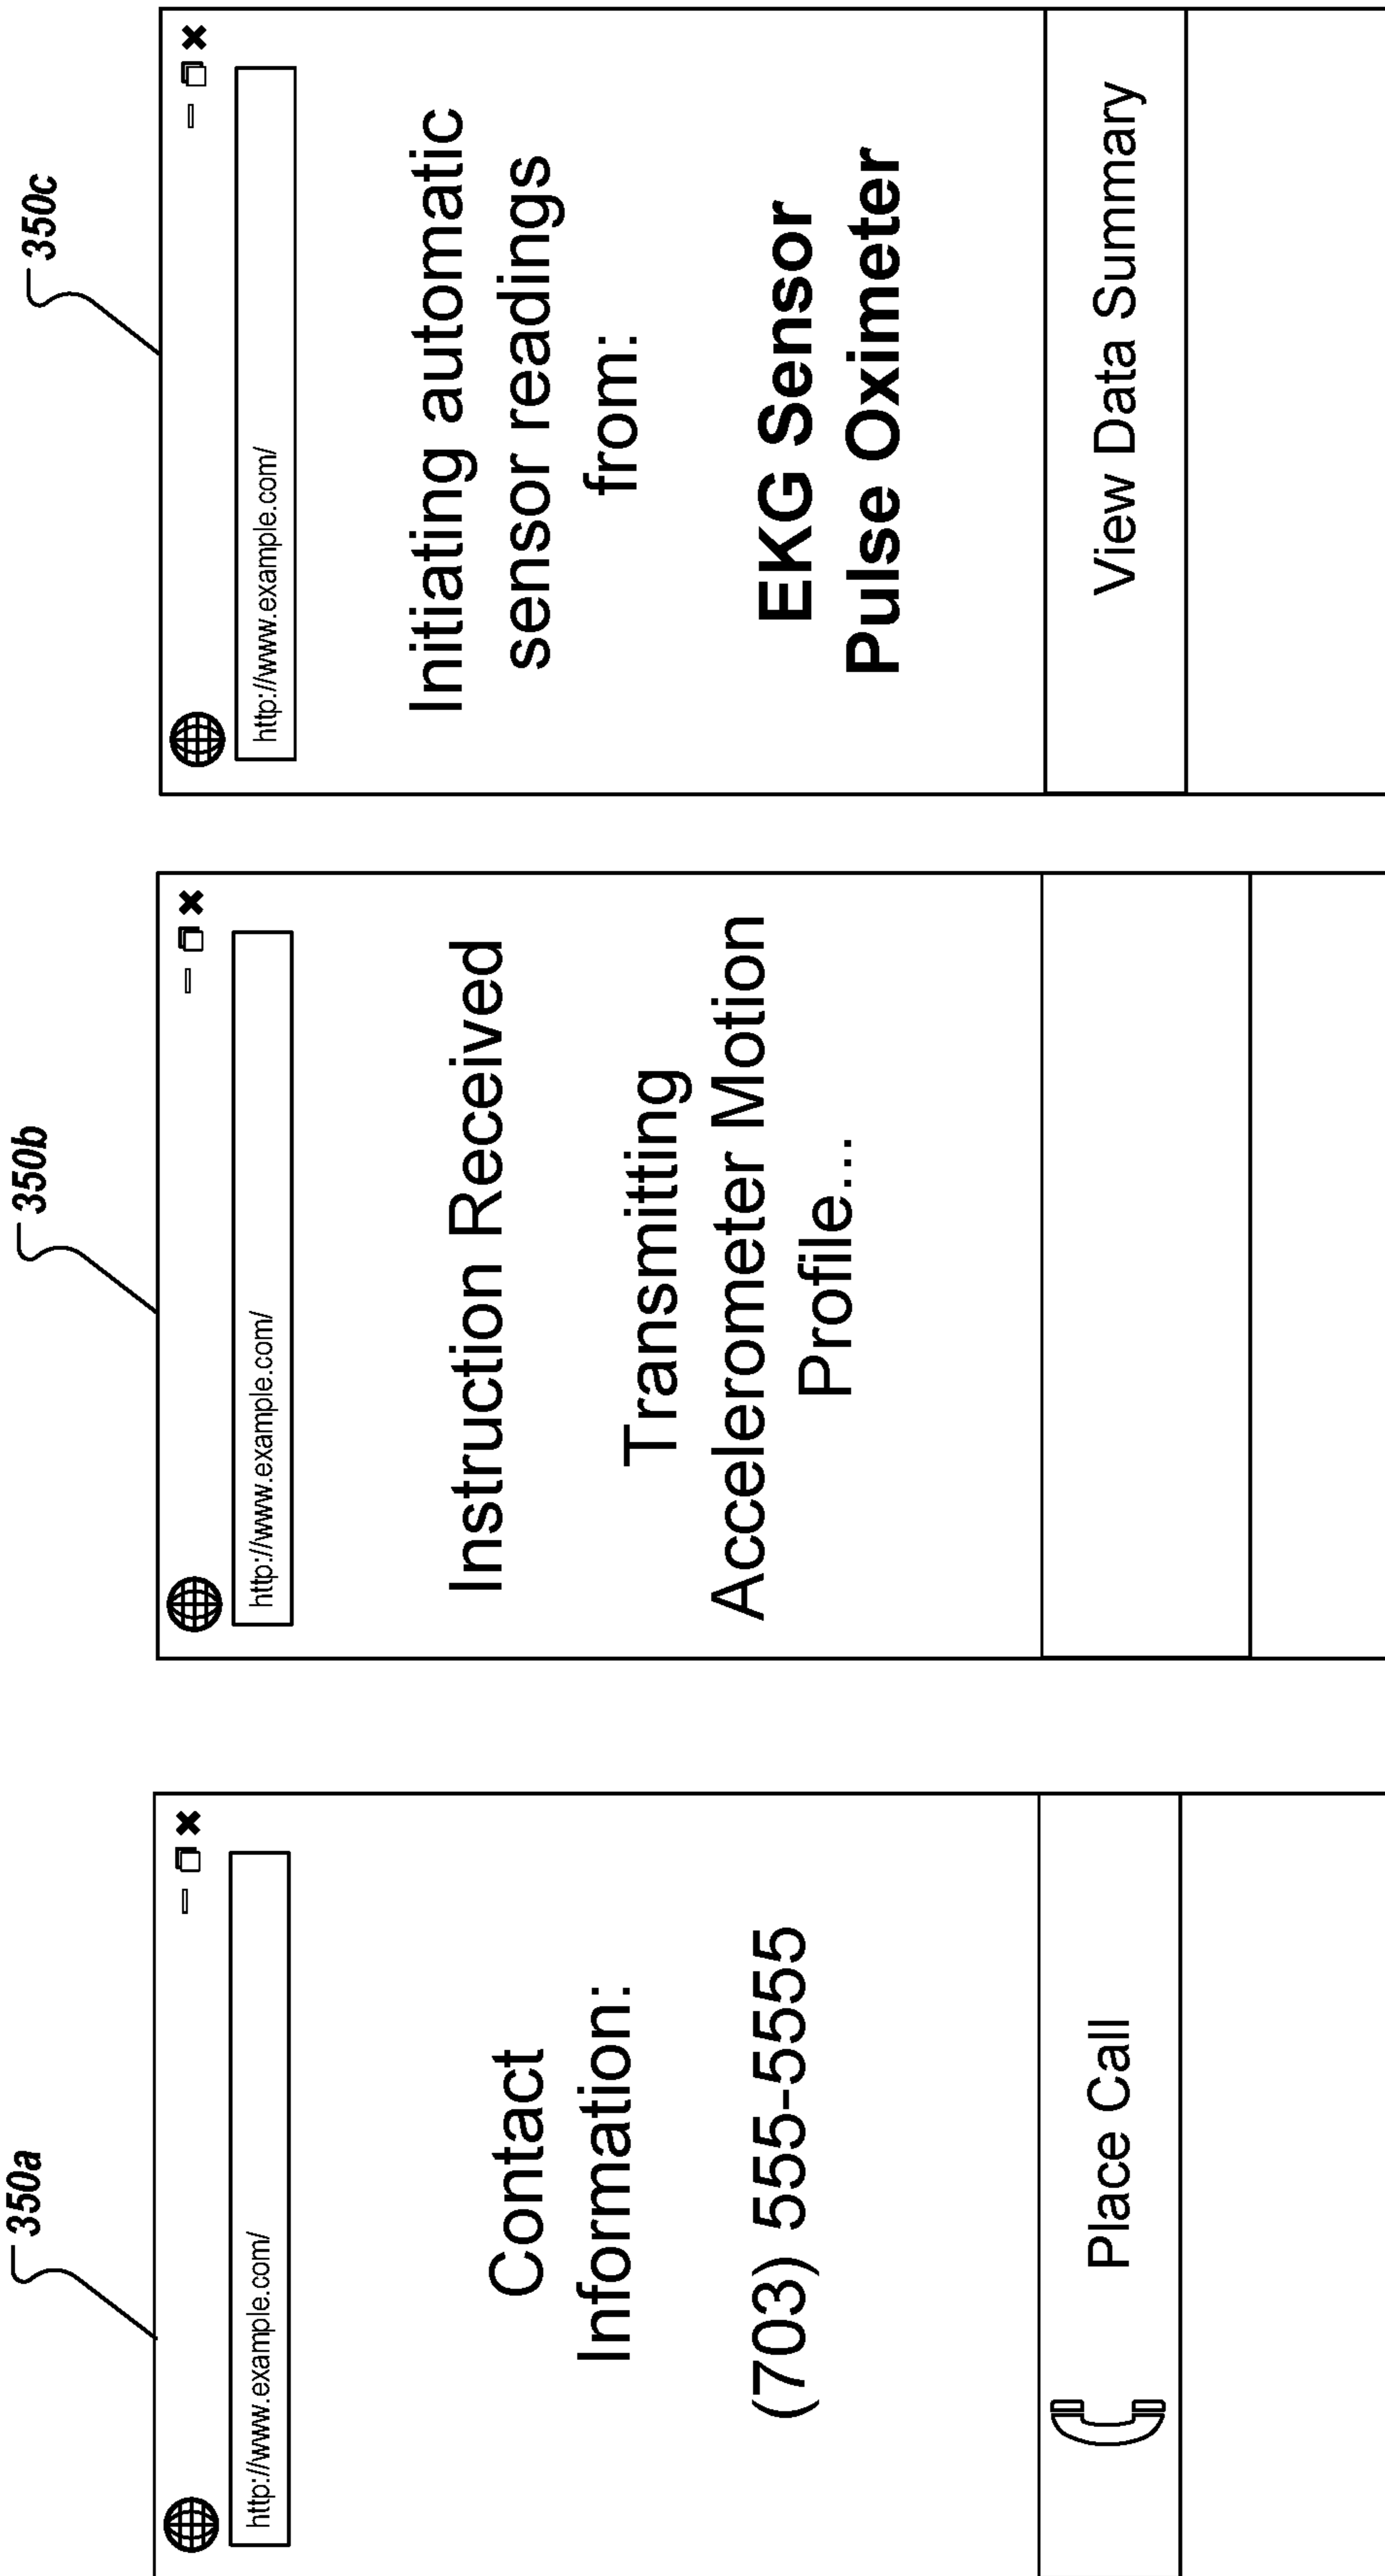 350a
http://www.example.com/
Contact
Information:
(703) 555-5555
Place Call
350b
http://www.example.com/
Instruction Received
Transmitting
Accelerometer Motion
Profile...
350c
http://www.example.com/
Initiating automatic
sensor readings
from:
EKG Sensor
Pulse Oximeter
View Data Summary